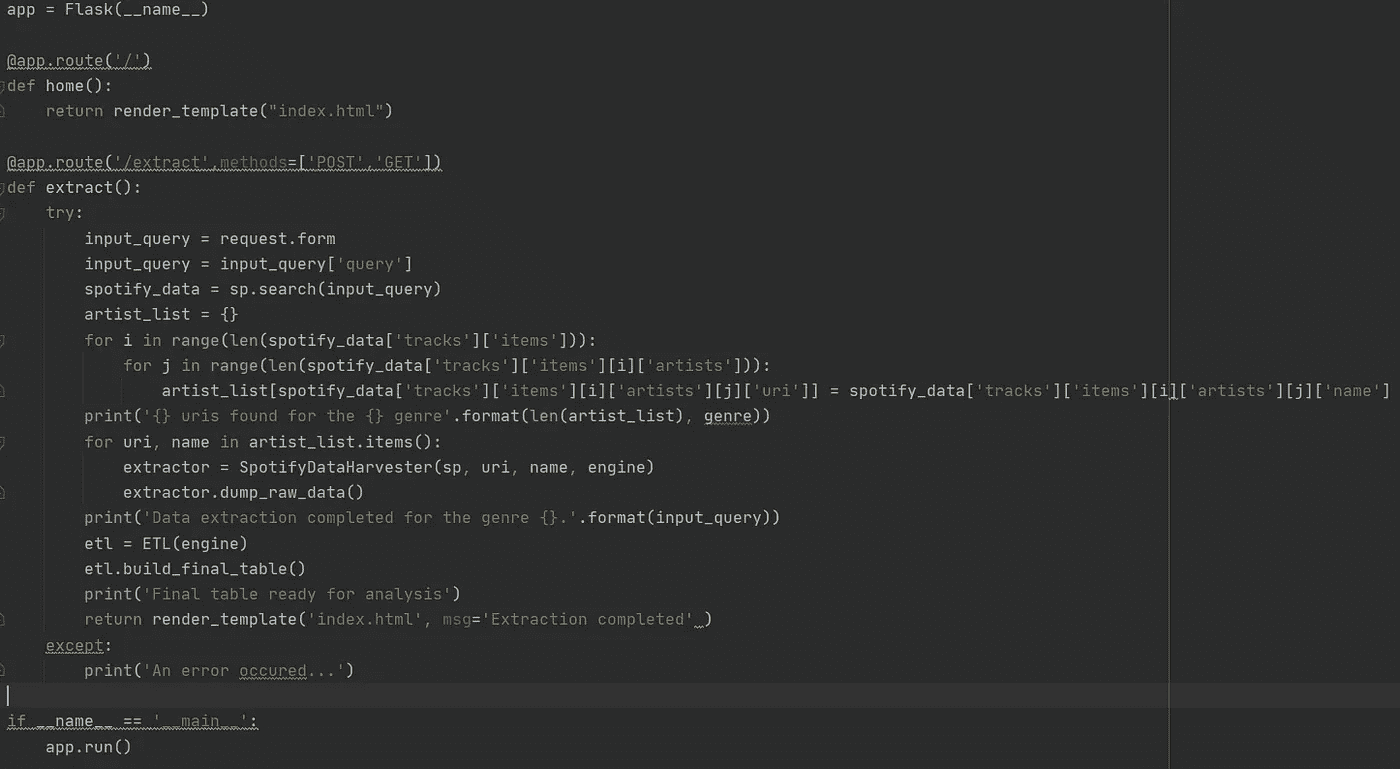 app = Flask(__name__)
@app.route('/')
def home():
    return render_template("index.html")
@app.route('/extract',methods=['POST','GET'])
def extract():
    try:
        input_query = request.form
        input_query = input_query['query']
        spotify_data = sp.search(input_query)
        artist_list = {}
        for i in range(len(spotify_data['tracks']['items'])):
            for j in range(len(spotify_data['tracks']['items'][i]['artists'])):
                artist_list[spotify_data['tracks']['items'][i]['artists'][j]['uri']] = spotify_data['tracks']['items'][i]['artists'][j]['name']
        print('{} uris found for the {} genre'.format(len(artist_list), genre))
        for uri, name in artist_list.items():
            extractor = SpotifyDataHarvester(sp, uri, name, engine)
            extractor.dump_raw_data()
        print('Data extraction completed for the genre {}.'.format(input_query))
        etl = ETL(engine)
        etl.build_final_table()
        print('Final table ready for analysis')
        return render_template('index.html', msg='Extraction completed' )
    except:
        print('An error occured...')
if __name__ == '__main__':
    app.run()